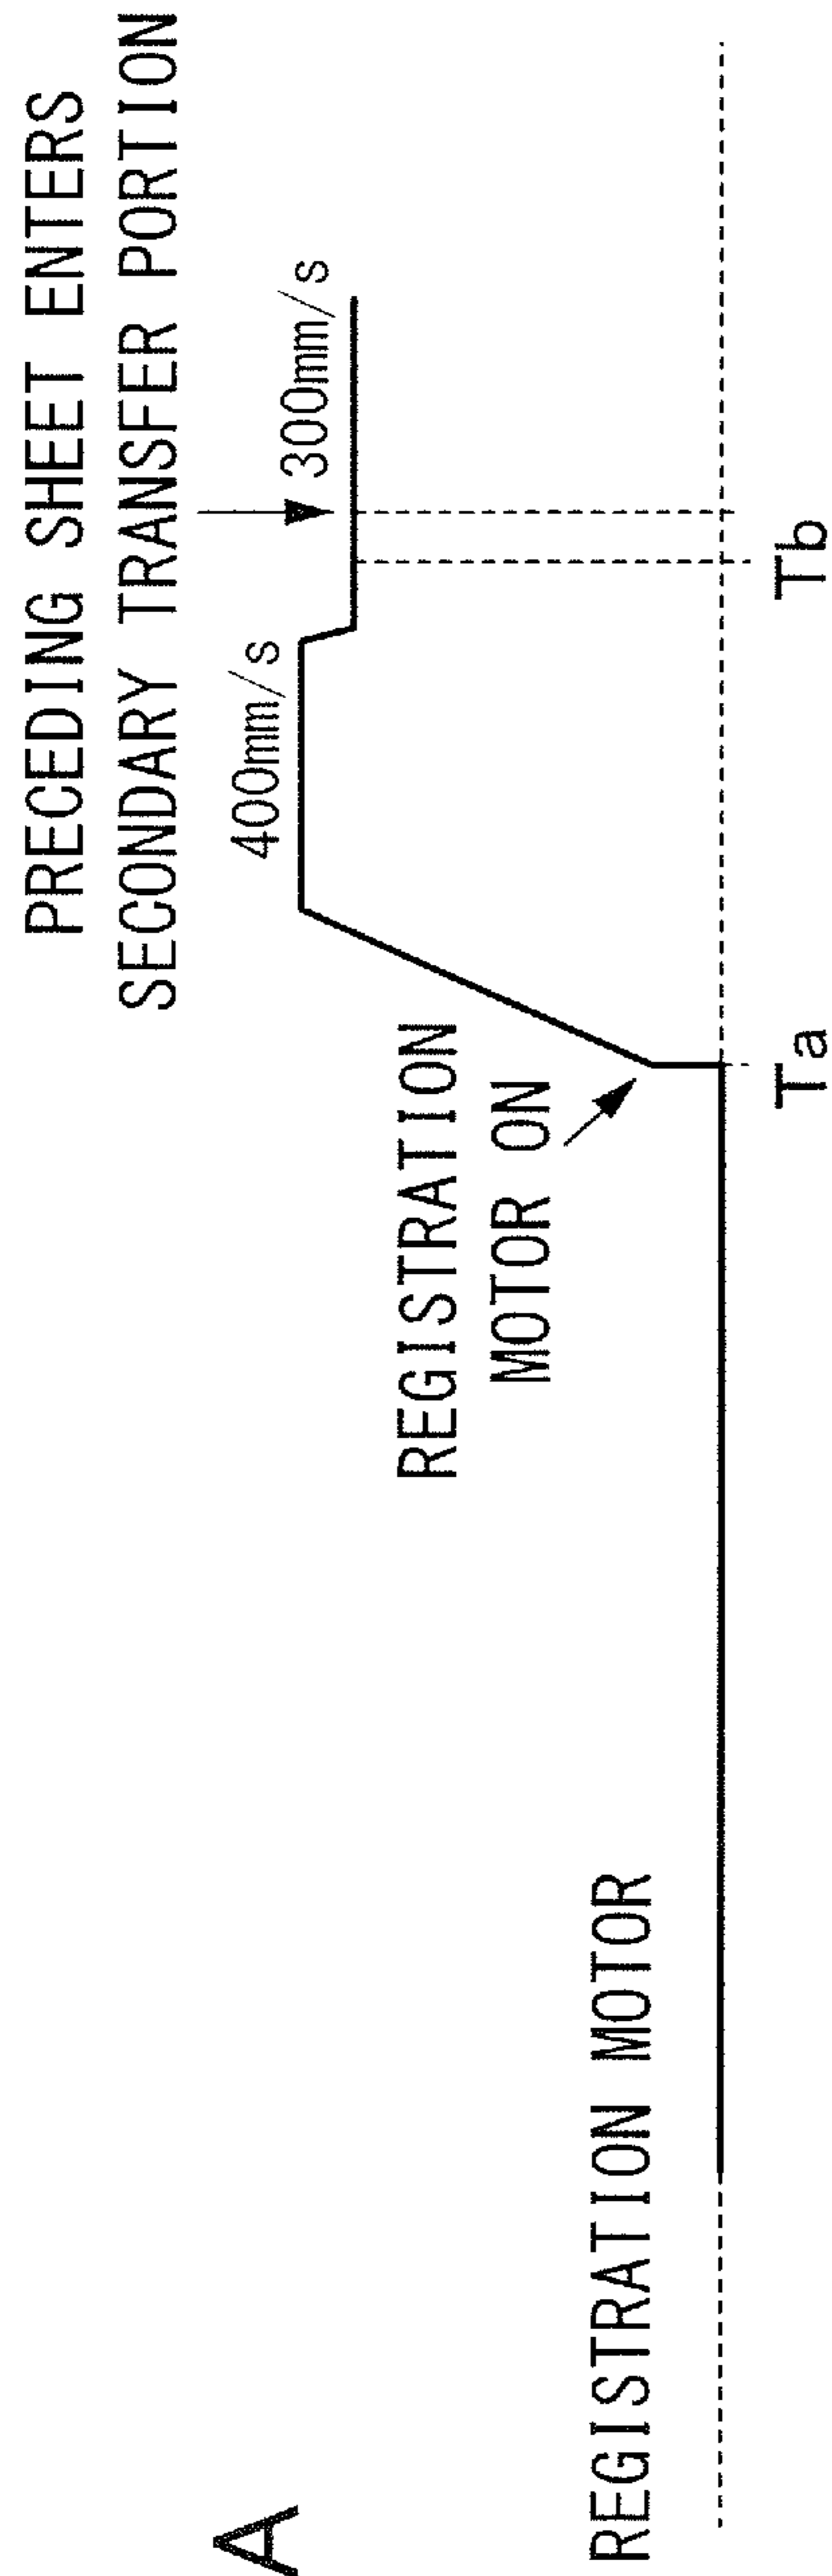 A
PRECEDING SHEET ENTERS
SECONDARY TRANSFER PORTION
400mm/s
300mm/s
REGISTRATION
MOTOR ON
REGISTRATION MOTOR
Ta
Tb